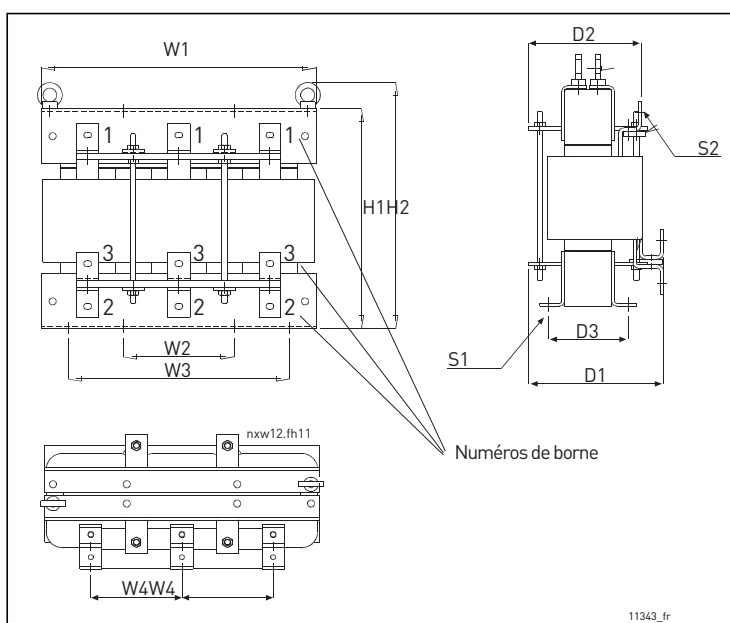 W1
D2
1 1 1
S2
H1H2
3 3 3
2 2 2
W2
W3
D3
S1
D1
nxw12.fh11
Numéros de borne
W4W4
11343_fr